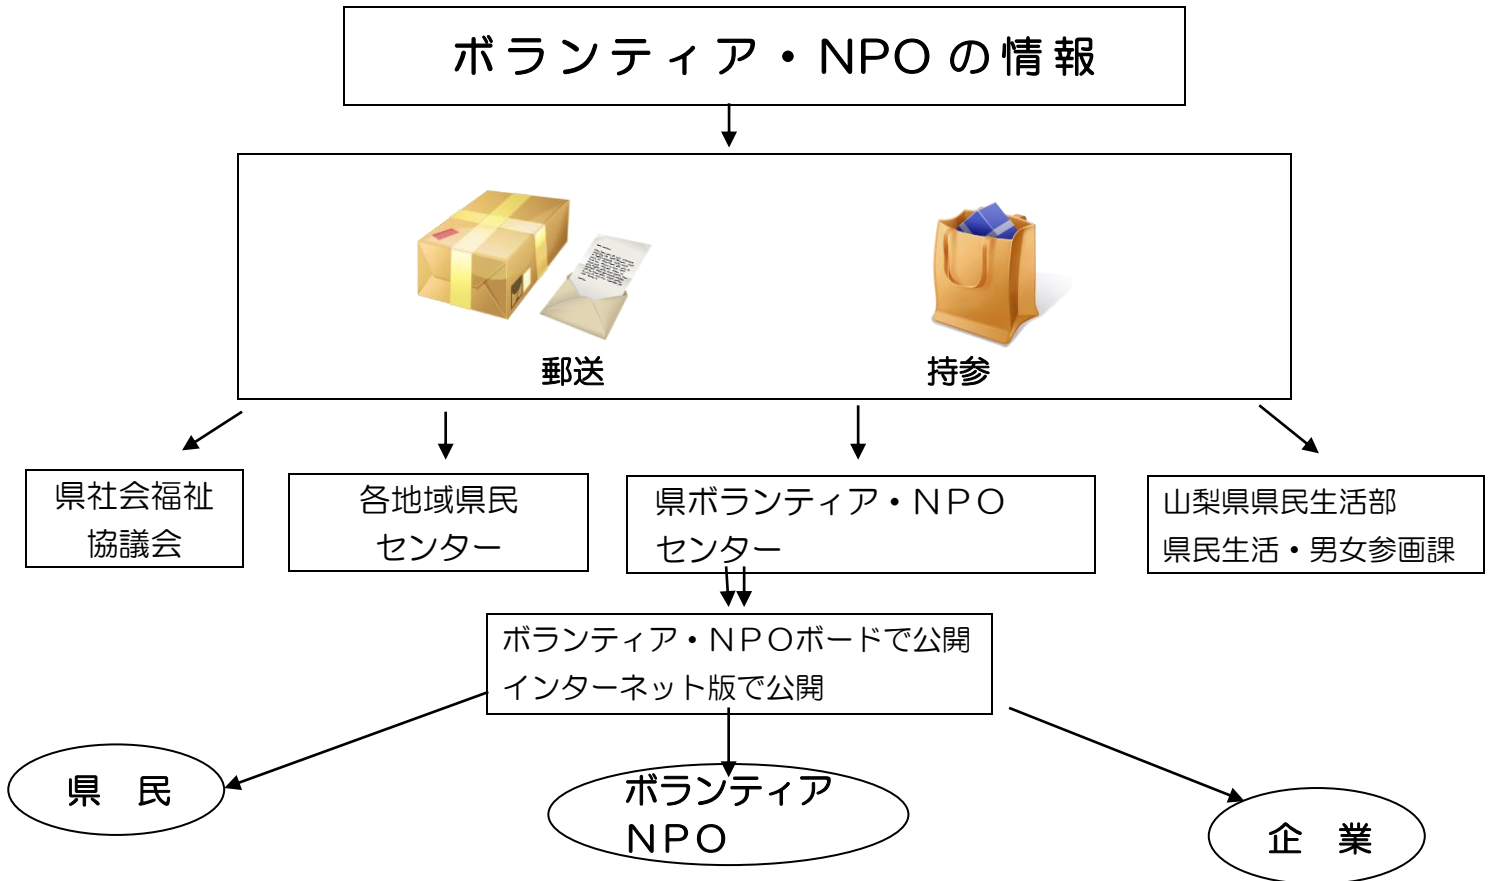 ボランティア・NPOの情報
郵送
持参
県社会福祉
協議会
各地域県民
センター
県ボランティア・ＮＰＯ
センター
山梨県県民生活部
県民生活・男女参画課
ボランティア・ＮＰＯボードで公開
インターネット版で公開
県　民
ボランティア
ＮＰＯ
企　業